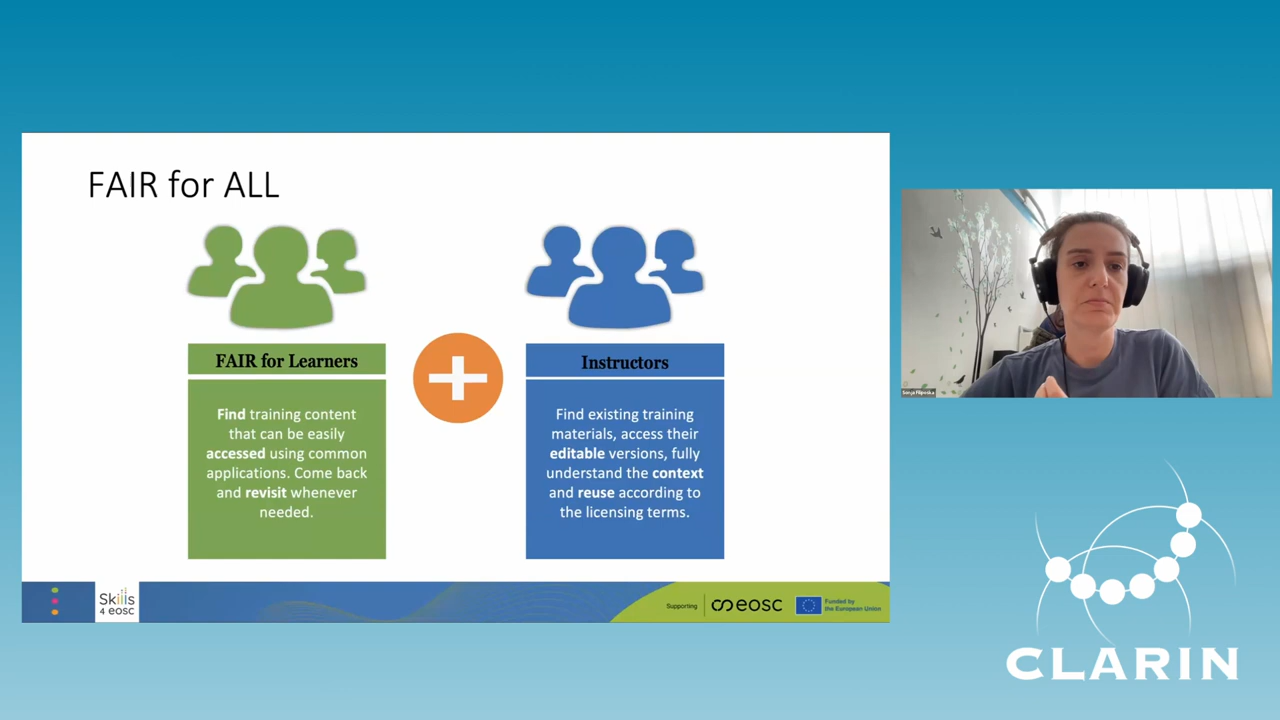 FAIR for ALL
FAIR for Learners
Find training content
that can be easily
accessed using common
applications. Come back
and revisit whenever
needed.
Instructors
Find existing training
materials, access their
editable versions, fully
understand the context
and reuse according to
the licensing terms.
Skills
4 eosc
Supporting
eosc
Funded by
the European Union
Sonja Filiposka
CLARIN